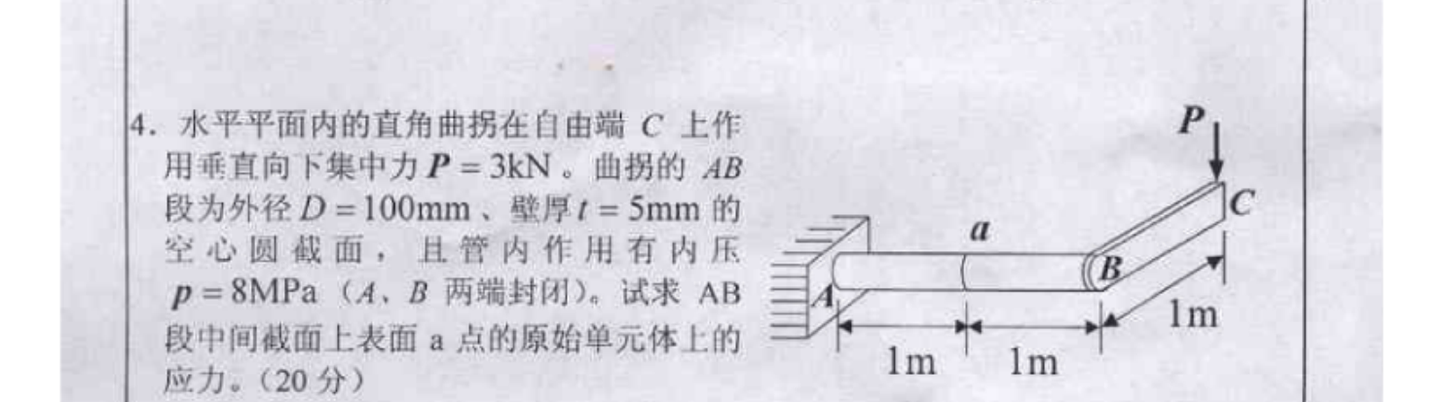 4. 水平平面内的直角曲拐在自由端 C 上作
用垂直向下集中力 P = 3kN 。曲拐的 AB
段为外径 D = 100mm 、壁厚 t = 5mm 的
空心圆截面，且管内作用有内压
p = 8MPa（A、B 两端封闭）。试求 AB
段中间截面上表面 a 点的原始单元体上的
应力。（20 分）
P
C
a
B
A
1m
1m
1m